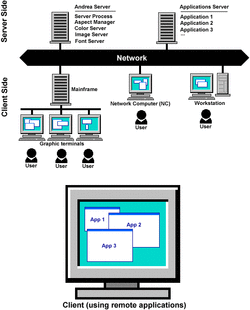 Server Side
Andrea Server
Server Process
Aspect Manager
Color Server
Image Server
Font Server
Applications Server
Application 1
Application 2
Application 3
...
Network
Client Side
Mainframe
Network Computer (NC)
Workstation
User
User
Graphic terminals
User
User
User
App 1
App 2
App 3
Client (using remote applications)